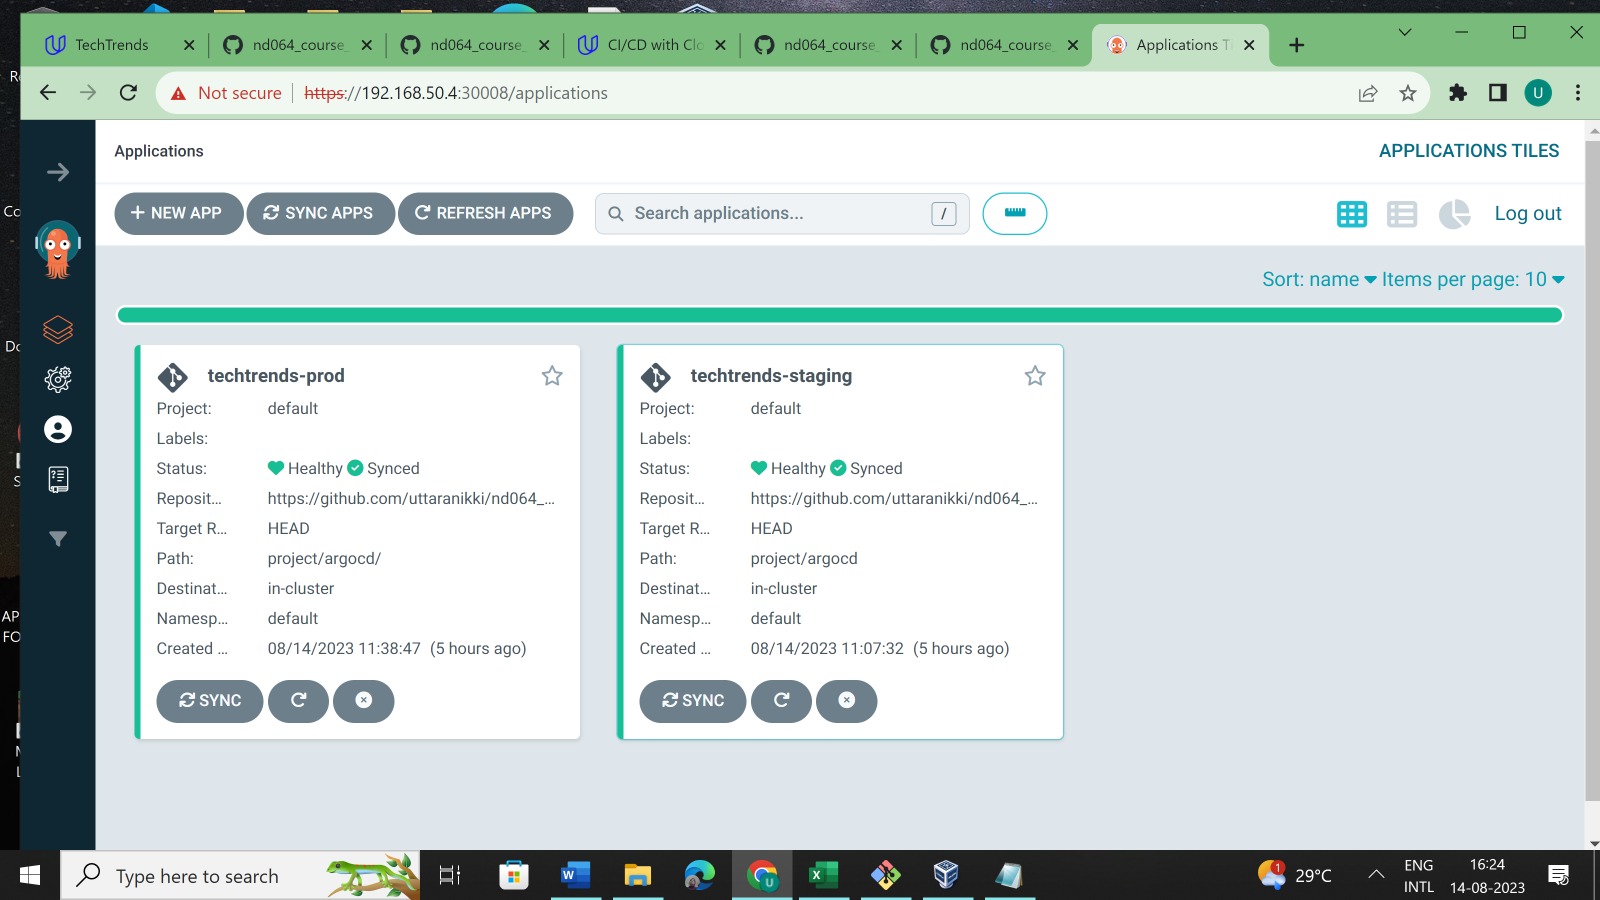 TechTrends
nd064_course_
nd064_course_
CI/CD with Clo
nd064_course_
nd064_course_
Applications T
Not secure
https://192.168.50.4:30008/applications
U
Applications
APPLICATIONS TILES
NEW APP
SYNC APPS
REFRESH APPS
Search applications...
/
Log out
Sort: name
Items per page: 10
techtrends-prod
Project: default
Labels:
Status: Healthy Synced
Reposit... https://github.com/uttaranikki/nd064_...
Target R... HEAD
Path: project/argocd/
Destinat... in-cluster
Namesp... default
Created ... 08/14/2023 11:38:47 (5 hours ago)
SYNC
techtrends-staging
Project: default
Labels:
Status: Healthy Synced
Reposit... https://github.com/uttaranikki/nd064_...
Target R... HEAD
Path: project/argocd
Destinat... in-cluster
Namesp... default
Created ... 08/14/2023 11:07:32 (5 hours ago)
SYNC
Type here to search
29°C
ENG
INTL
16:24
14-08-2023